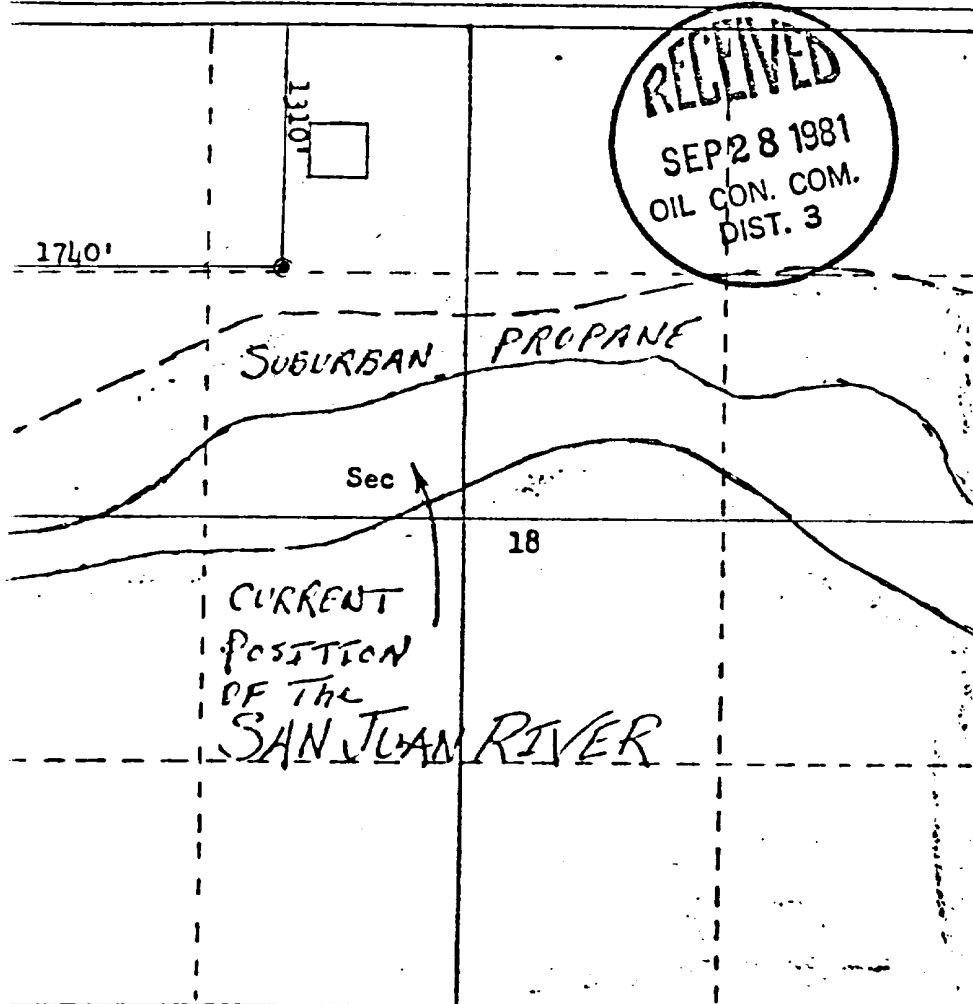 RECEIVED
SEP 28 1981
OIL CON. COM.
DIST. 3
1310'
1740'
SUBURBAN PROPANE
Sec
18
CURRENT
POSITION
OF The
SAN JUAN RIVER